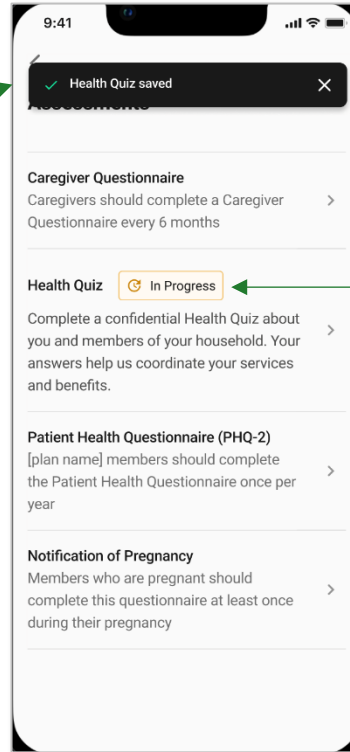 9:41
Health Quiz saved
Assessments
Caregiver Questionnaire
Caregivers should complete a Caregiver
Questionnaire every 6 months
Health Quiz In Progress
Complete a confidential Health Quiz about
you and members of your household. Your
answers help us coordinate your services
and benefits.
Patient Health Questionnaire (PHQ-2)
[plan name] members should complete
the Patient Health Questionnaire once per
year
Notification of Pregnancy
Members who are pregnant should
complete this questionnaire at least once
during their pregnancy